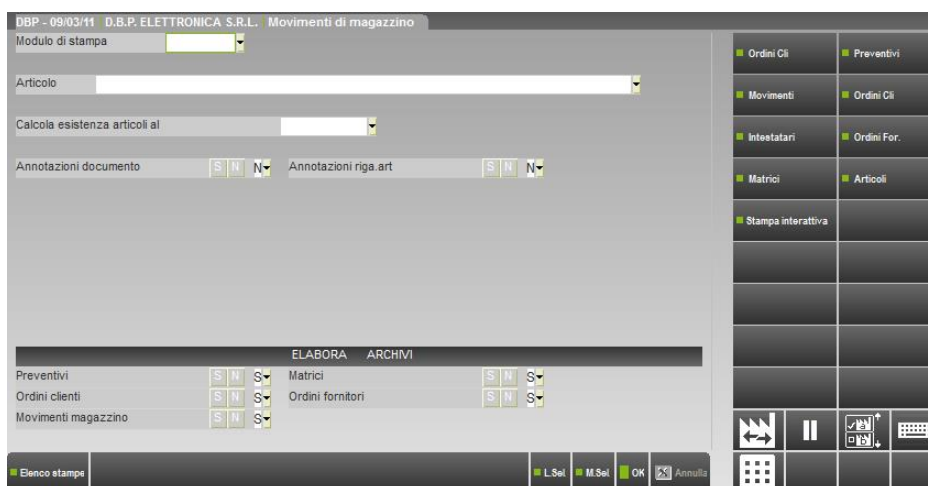 DBP - 09/03/11 D.B.P. ELETTRONICA S.R.L. Movimenti di magazzino
Modulo di stampa
Articolo
Calcola esistenza articoli al
Annotazioni documento S N N Annotazioni riga.art S N N
ELABORA ARCHIVI
Preventivi S N S Matrici S N S
Ordini clienti S N S Ordini fornitori S N S
Movimenti magazzino S N S
Elenco stampe L.Sel M.Sel OK Annulla
Ordini Cli Preventivi
Movimenti Ordini Cli
Intestatari Ordini For.
Matrici Articoli
Stampa interattiva